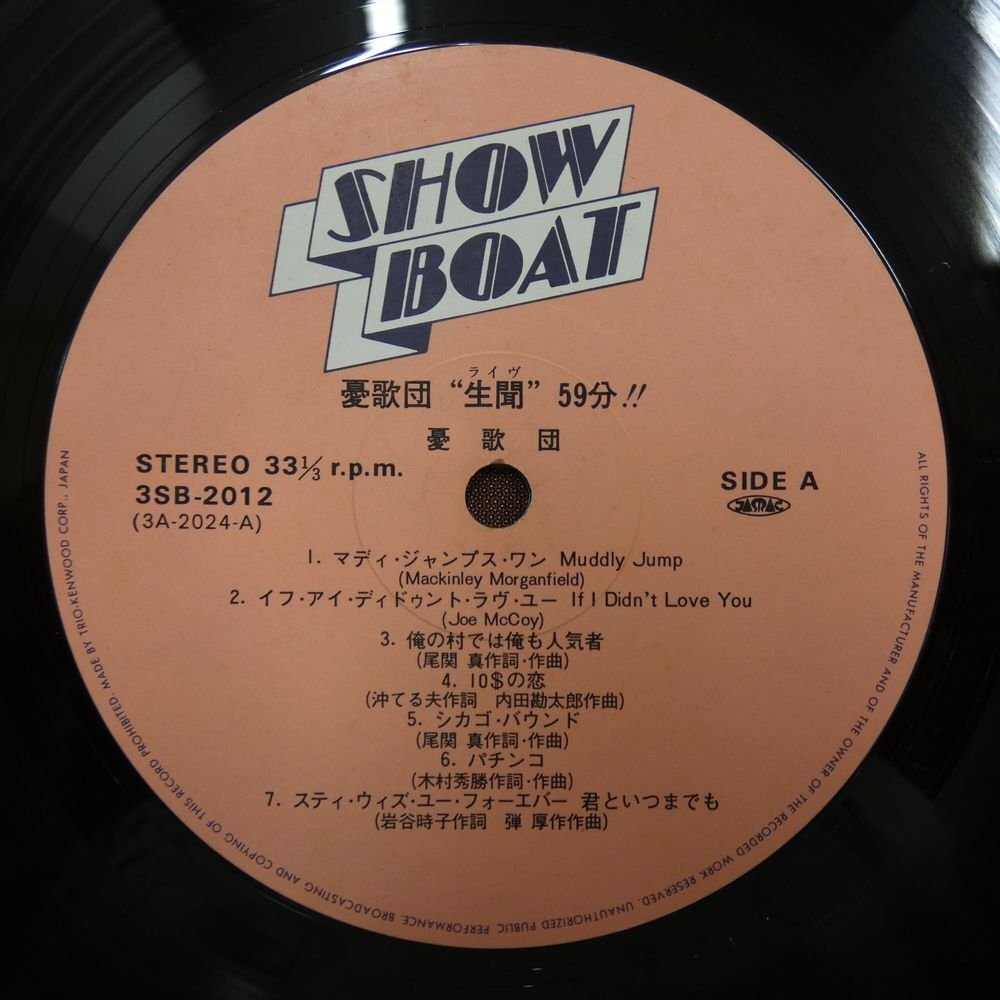 SHOW
BOAT
ライヴ
憂歌団 “生聞” 59分!!
憂歌団
STEREO 33⅓ r.p.m.
3SB-2012
(3A-2024-A)
SIDE A
JASRAC
1. マディ・ジャンプス・ワン Muddly Jump
(Mackinley Morganfield)
2. イフ・アイ・ディドゥント・ラヴ・ユー If I Didn't Love You
(Joe McCoy)
3. 俺の村では俺も人気者
(尾関 真作詞・作曲)
4. 10$の恋
(沖てる夫作詞 内田勘太郎作曲)
5. シカゴ・バウンド
(尾関 真作詞・作曲)
6. パチンコ
(木村秀勝作詞・作曲)
7. スティ・ウィズ・ユー・フォーエバー 君といつまでも
(岩谷時子作詞 弾 厚作作曲)
ALL RIGHTS OF THE MANUFACTURER AND OF THE OWNER OF THE RECORDED WORK RESERVED. UNAUTHORIZED PUBLIC PERFORMANCE. BROADCASTING AND COPYING OF THIS RECORD PROHIBITED. MADE BY TRIO-KENWOOD CORP., JAPAN